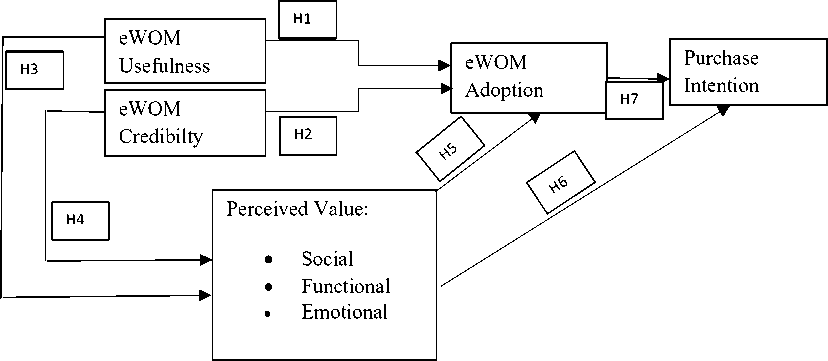 H1
eWOM
Usefulness
H3
eWOM
Adoption
Purchase
Intention
H7
eWOM
Credibilty
H2
H5
H6
H4
Perceived Value:
• Social
• Functional
• Emotional